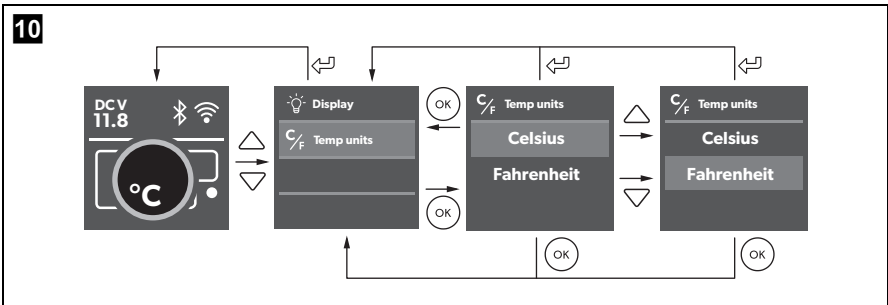 10
DC V
11.8
°C
Display
C/F Temp units
OK
OK
C/F Temp units
Celsius
Fahrenheit
OK
C/F Temp units
Celsius
Fahrenheit
OK